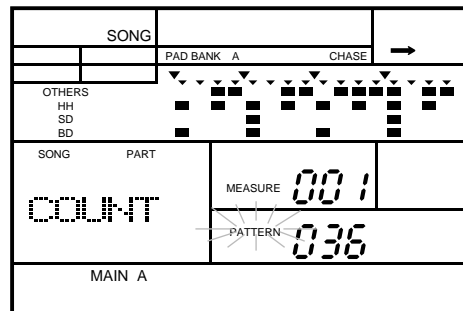 SONG
PAD BANK A CHASE
OTHERS
HH
SD
BD
SONG PART
MEASURE 001
COUNT
PATTERN 036
MAIN A